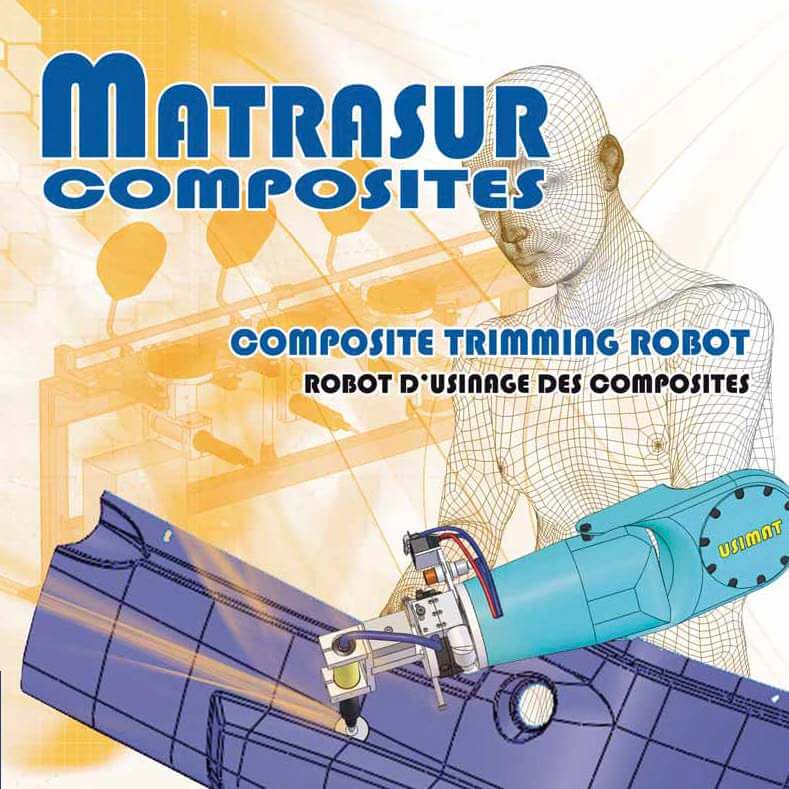 MATRASUR
COMPOSITES
COMPOSITE TRIMMING ROBOT
ROBOT D'USINAGE DES COMPOSITES
USIMAT